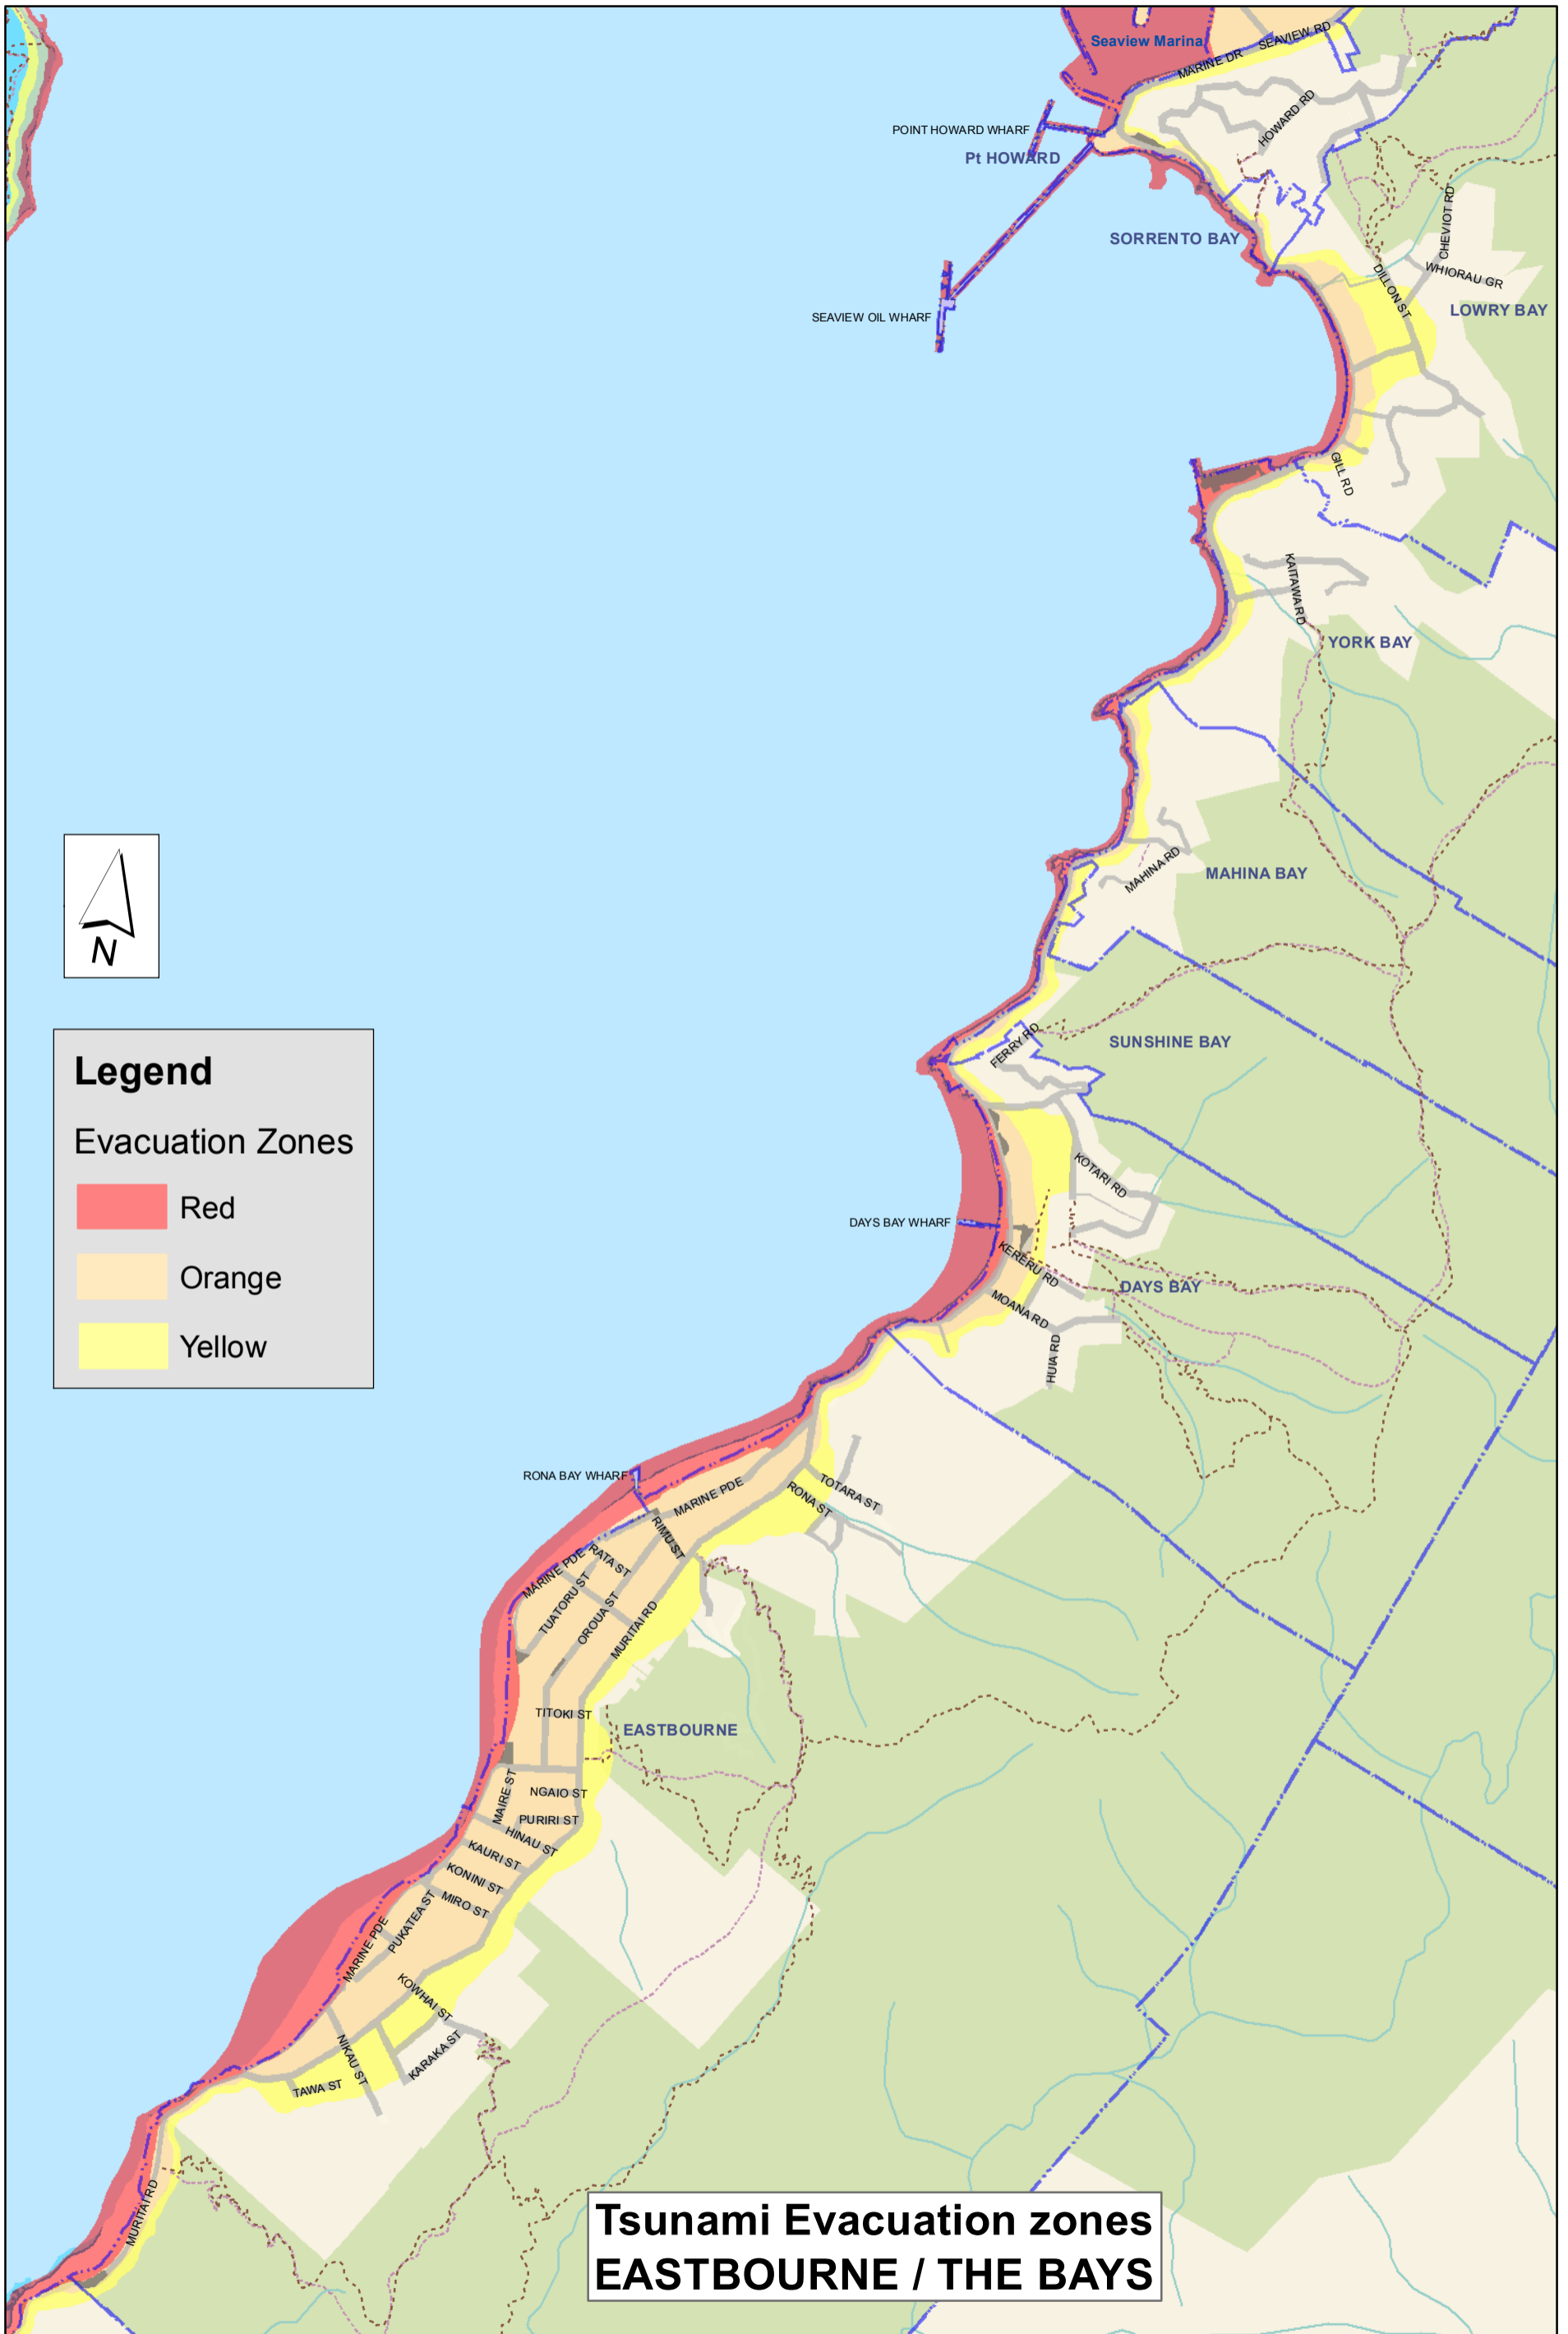 Seaview Marina
SEAVIEW RD
MARINE DR
HOWARD RD
POINT HOWARD WHARF
Pt HOWARD
CHEVIOT RD
SORRENTO BAY
WHIORAU GR
DILLON ST
LOWRY BAY
SEAVIEW OIL WHARF
GILL RD
KAITAWA RD
YORK BAY
MAHINA RD
MAHINA BAY
N
SUNSHINE BAY
FERRY RD
Legend
Evacuation Zones
Red
Orange
Yellow
KOTARI RD
DAYS BAY WHARF
KERERU RD
DAYS BAY
MOANA RD
HUIA RD
RONA BAY WHARF
MARINE PDE
TOTARA ST
RONA ST
RIMU ST
MARINE PDE
RATA ST
TUATORU ST
OROUA ST
MURITAI RD
TITOKI ST
EASTBOURNE
MAIRE ST
NGAIO ST
PURIRI ST
HINAU ST
KAURI ST
KONINI ST
MIRO ST
PUKATEA ST
MARINE PDE
KOWHAI ST
NIKAU ST
KARAKA ST
TAWA ST
MURITAI RD
Tsunami Evacuation zones
EASTBOURNE / THE BAYS